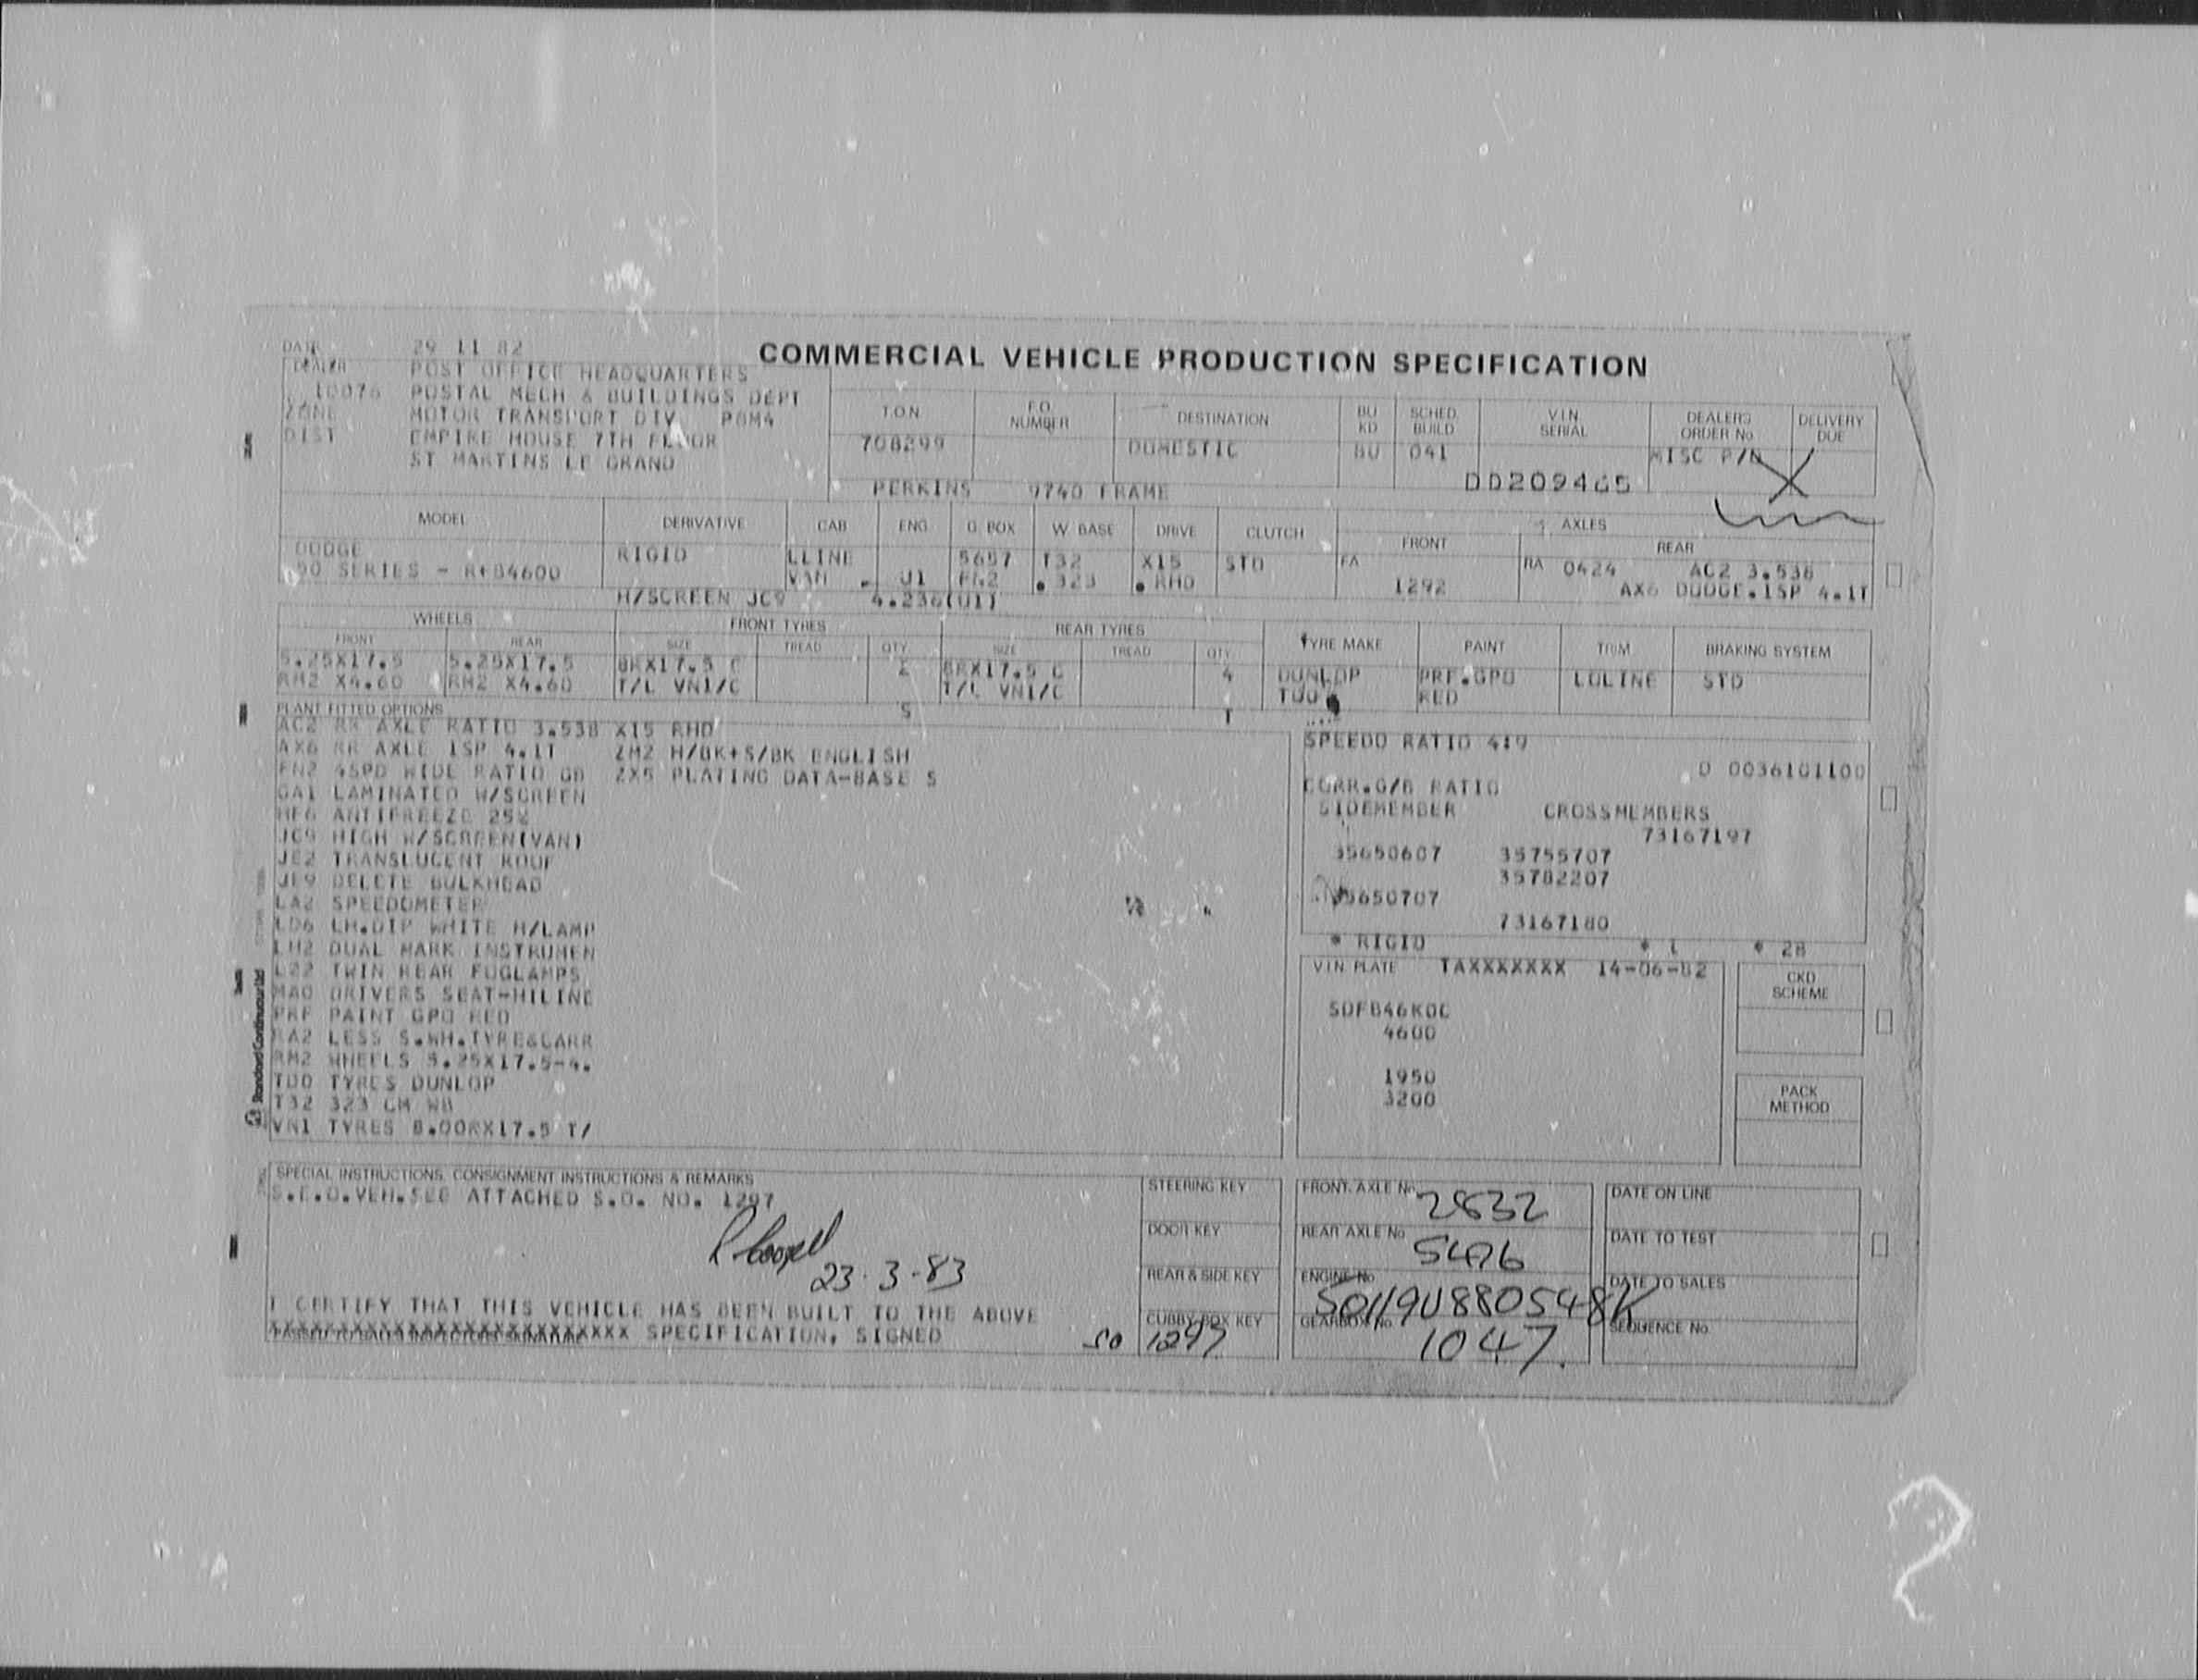 COMMERCIAL VEHICLE PRODUCTION SPECIFICATION
DATE 29 11 82
DEALER POST OFFICE HEADQUARTERS
10076 POSTAL MECH & BUILDINGS DEPT
ZONE MOTOR TRANSPORT DIV PBM4
DIST EMPIRE HOUSE 7TH FLOOR
ST MARTINS LE GRAND
T.O.N. F.O. NUMBER DESTINATION BU KD SCHED. BUILD V.I.N. SERIAL DEALERS ORDER No DELIVERY DUE
708299 DOMESTIC BU 041 DD209465 MISC P/N
PERKINS 9740 FRAME
MODEL DERIVATIVE CAB ENG G. BOX W. BASE DRIVE CLUTCH AXLES
FRONT REAR
DODGE RIGID LLINE 5657 T32 X15 STD FA RA 0424 AC2 3.538
50 SERIES - R+B4600 VAN U1 FN2 .323 .RHD 1292 AX6 DODGE.1SP 4.1T
H/SCREEN JC9 4.236(U1)
WHEELS FRONT TYRES REAR TYRES TYRE MAKE PAINT TRIM BRAKING SYSTEM
FRONT REAR SIZE TREAD QTY. SIZE TREAD QTY.
5.25X17.5 5.25X17.5 8RX17.5 C 2 8RX17.5 C 4 DUNLOP PRF.GPO LOLINE STD
RM2 X4.60 RM2 X4.60 T/L VN1/C T/L VN1/C TDO RED
S T
PLANT FITTED OPTIONS
AC2 RR AXLE RATIO 3.538 X15 RHD
AX6 RR AXLE 1SP 4.1T ZM2 H/BK+S/BK ENGLISH
FN2 4SPD WIDE RATIO GB ZX5 PLATING DATA-BASE S
GA1 LAMINATED W/SCREEN
HF6 ANTIFREEZE 25%
JC9 HIGH W/SCREEN(VAN)
JE2 TRANSLUCENT ROOF
JL9 DELETE BULKHEAD
LA2 SPEEDOMETER
LD6 LH.DIP WHITE H/LAMP
LM2 DUAL MARK INSTRUMEN
L22 TWIN REAR FOGLAMPS
MAO DRIVERS SEAT-HILINE
PRF PAINT GPO RED
RA2 LESS S.WH.TYRE&CARR
RM2 WHEELS 5.25X17.5-4.
TDO TYRES DUNLOP
T32 323 CM WB
VN1 TYRES 8.00RX17.5 T/
SPEEDO RATIO 419
D 0036101100
CORR.G/B RATIO
SIDEMEMBER CROSSMEMBERS
73167197
35650607 35755707
35782207
35650707
73167180
* RIGID * L * 28
VIN PLATE TAXXXXXXX 14-06-82
SDFB46K0C
4600
1950
3200
CKD SCHEME
PACK METHOD
SPECIAL INSTRUCTIONS, CONSIGNMENT INSTRUCTIONS & REMARKS
S.E.O.VEH.SEE ATTACHED S.O. NO. 1297
23.3.83
I CERTIFY THAT THIS VEHICLE HAS BEEN BUILT TO THE ABOVE
XXXXXXXXXXXXXXXXXXXXXXXXX SPECIFICATION, SIGNED
STEERING KEY
DOOR KEY
REAR & SIDE KEY
CUBBY BOX KEY
SO 1297
FRONT AXLE No. 2832
REAR AXLE No 5476
ENGINE No 50119U880548K
GEARBOX No. 1047.
DATE ON LINE
DATE TO TEST
DATE TO SALES
SEQUENCE No.